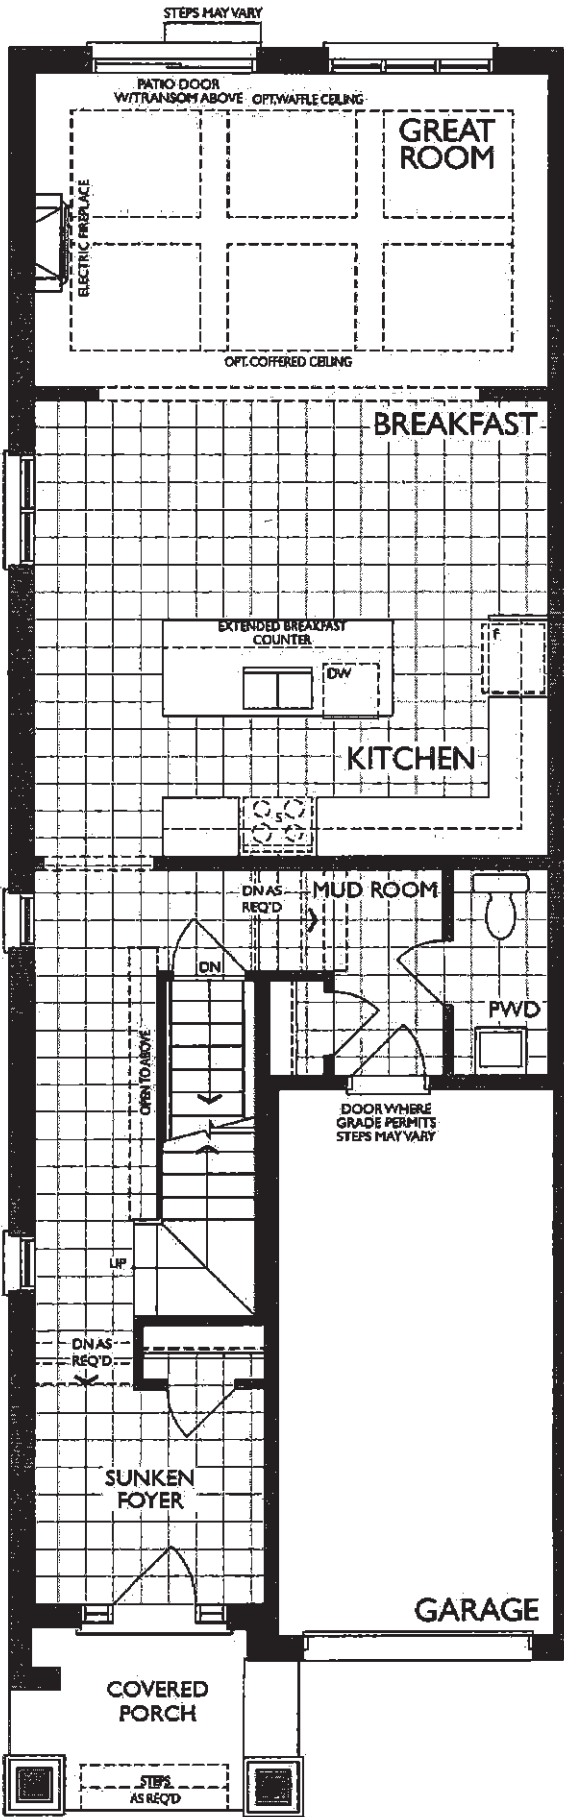 STEPS MAY VARY
PATIO DOOR
W/TRANSOM ABOVE
OPT. WAFFLE CEILING
GREAT
ROOM
ELECTRIC FIREPLACE
OPT. COFFERED CEILING
BREAKFAST
EXTENDED BREAKFAST
COUNTER
F
DW
KITCHEN
S
DN AS
REQ'D
MUD ROOM
DN
PWD
OPEN TO ABOVE
DOOR WHERE
GRADE PERMITS
STEPS MAY VARY
UP
DN AS
REQ'D
SUNKEN
FOYER
GARAGE
COVERED
PORCH
STEPS
AS REQ'D